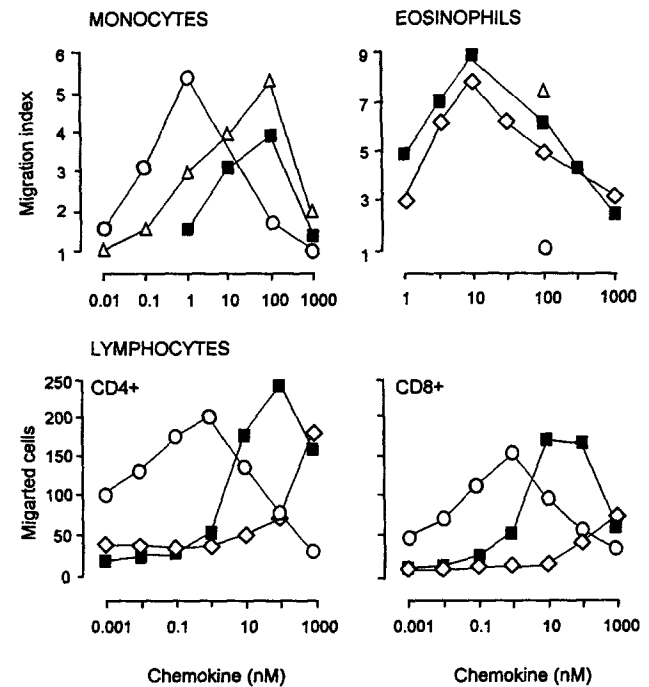 MONOCYTES
EOSINOPHILS
Migration index
6
5
4
3
2
1
0.01 0.1 1 10 100 1000
9
7
5
3
1
1 10 100 1000
LYMPHOCYTES
CD4+
CD8+
Migarted cells
250
200
150
100
50
0
0.001 0.1 10 1000
0.001 0.1 10 1000
Chemokine (nM)
Chemokine (nM)